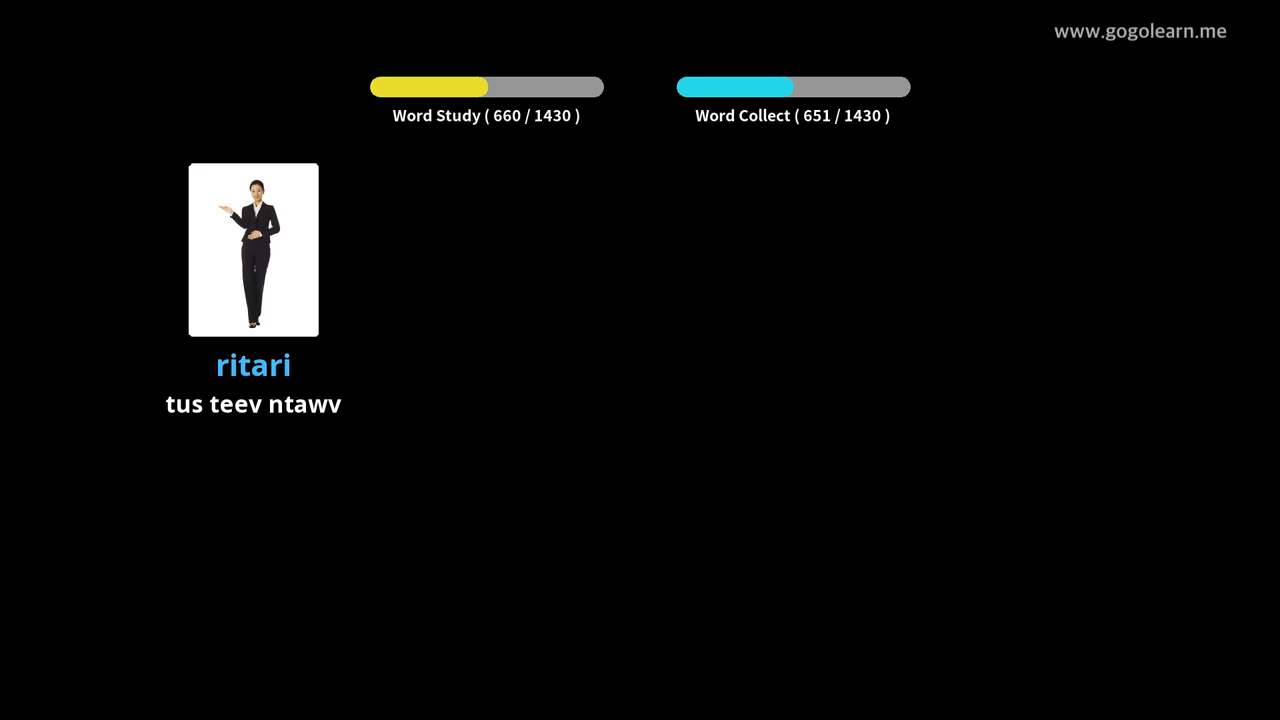 www.gogolearn.me
Word Study ( 660 / 1430 )
Word Collect ( 651 / 1430 )
ritari
tus teev ntawv